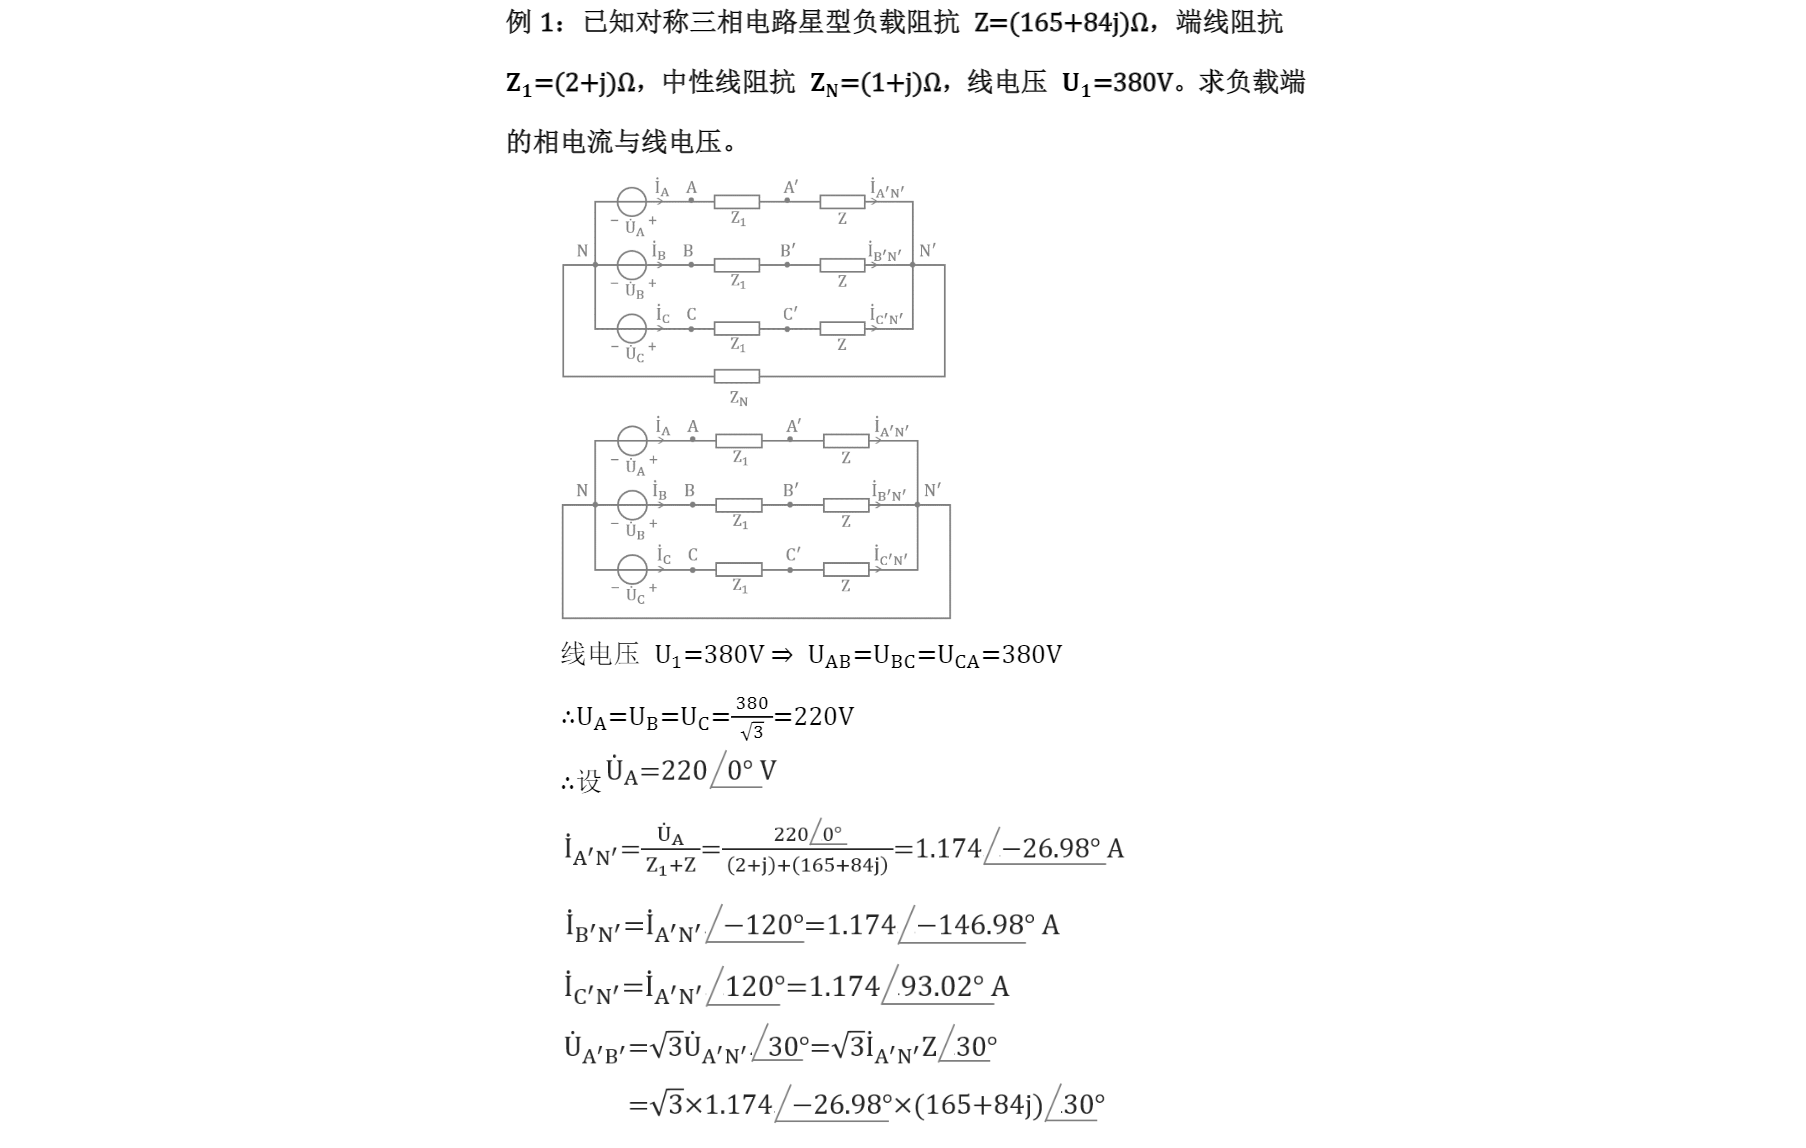 例 1：已知对称三相电路星型负载阻抗 Z=(165+84j)Ω，端线阻抗
Z₁=(2+j)Ω，中性线阻抗 Z_N=(1+j)Ω，线电压 U₁=380V。求负载端
的相电流与线电压。
İ_A A A′ İ_A′N′
− U̇_A + Z₁ Z
N İ_B B B′ İ_B′N′ N′
− U̇_B + Z₁ Z
İ_C C C′ İ_C′N′
− U̇_C + Z₁ Z
Z_N
İ_A A A′ İ_A′N′
− U̇_A + Z₁ Z
N İ_B B B′ İ_B′N′ N′
− U̇_B + Z₁ Z
İ_C C C′ İ_C′N′
− U̇_C + Z₁ Z
线电压 U₁=380V ⇒ U_AB=U_BC=U_CA=380V
∴U_A=U_B=U_C=380/√3=220V
∴设 U̇_A=220∠0° V
İ_A′N′=U̇_A/(Z₁+Z)=220∠0°/((2+j)+(165+84j))=1.174∠−26.98° A
İ_B′N′=İ_A′N′∠−120°=1.174∠−146.98° A
İ_C′N′=İ_A′N′∠120°=1.174∠93.02° A
U̇_A′B′=√3U̇_A′N′∠30°=√3İ_A′N′Z∠30°
=√3×1.174∠−26.98°×(165+84j)∠30°